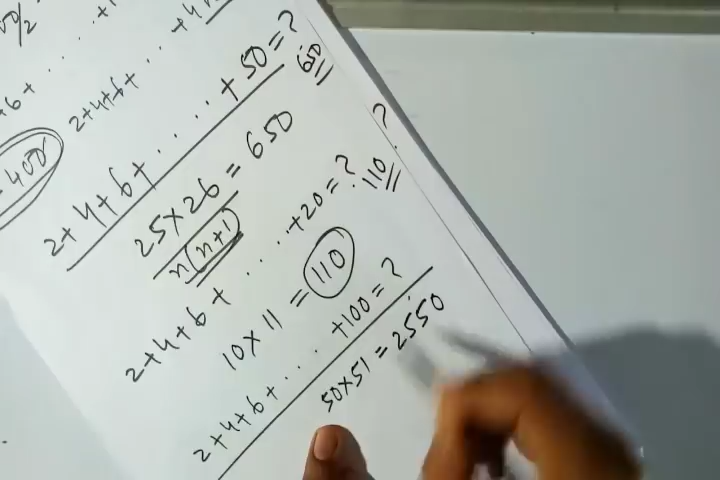 2+4+6+ . . . . . +50=?
650
25×26 = 650
n(n+1)
2+4+6+ . . . . . +20=? 110
10×11 = 110
2+4+6+ . . . . +100=?
50×51 = 2550
?